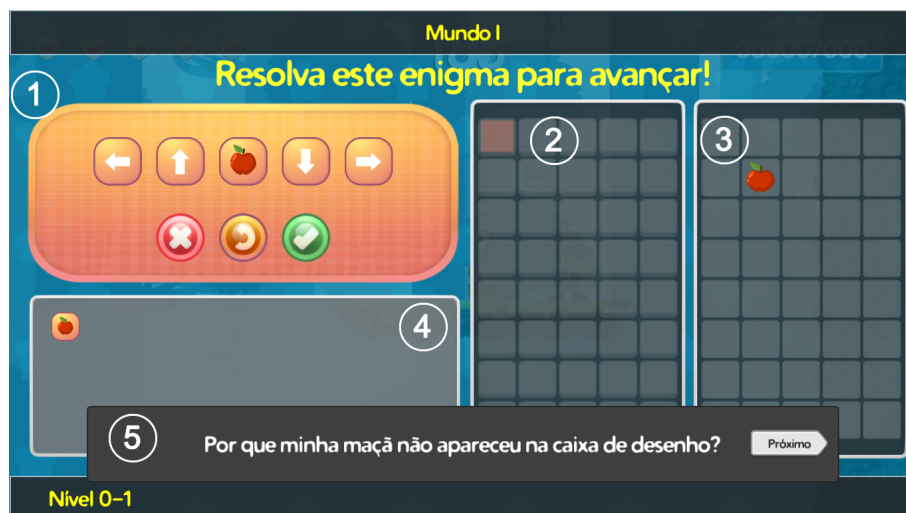 Mundo I
Resolva este enigma para avançar!
1
2
3
4
5
Por que minha maçã não apareceu na caixa de desenho?
Próximo
Nível 0-1